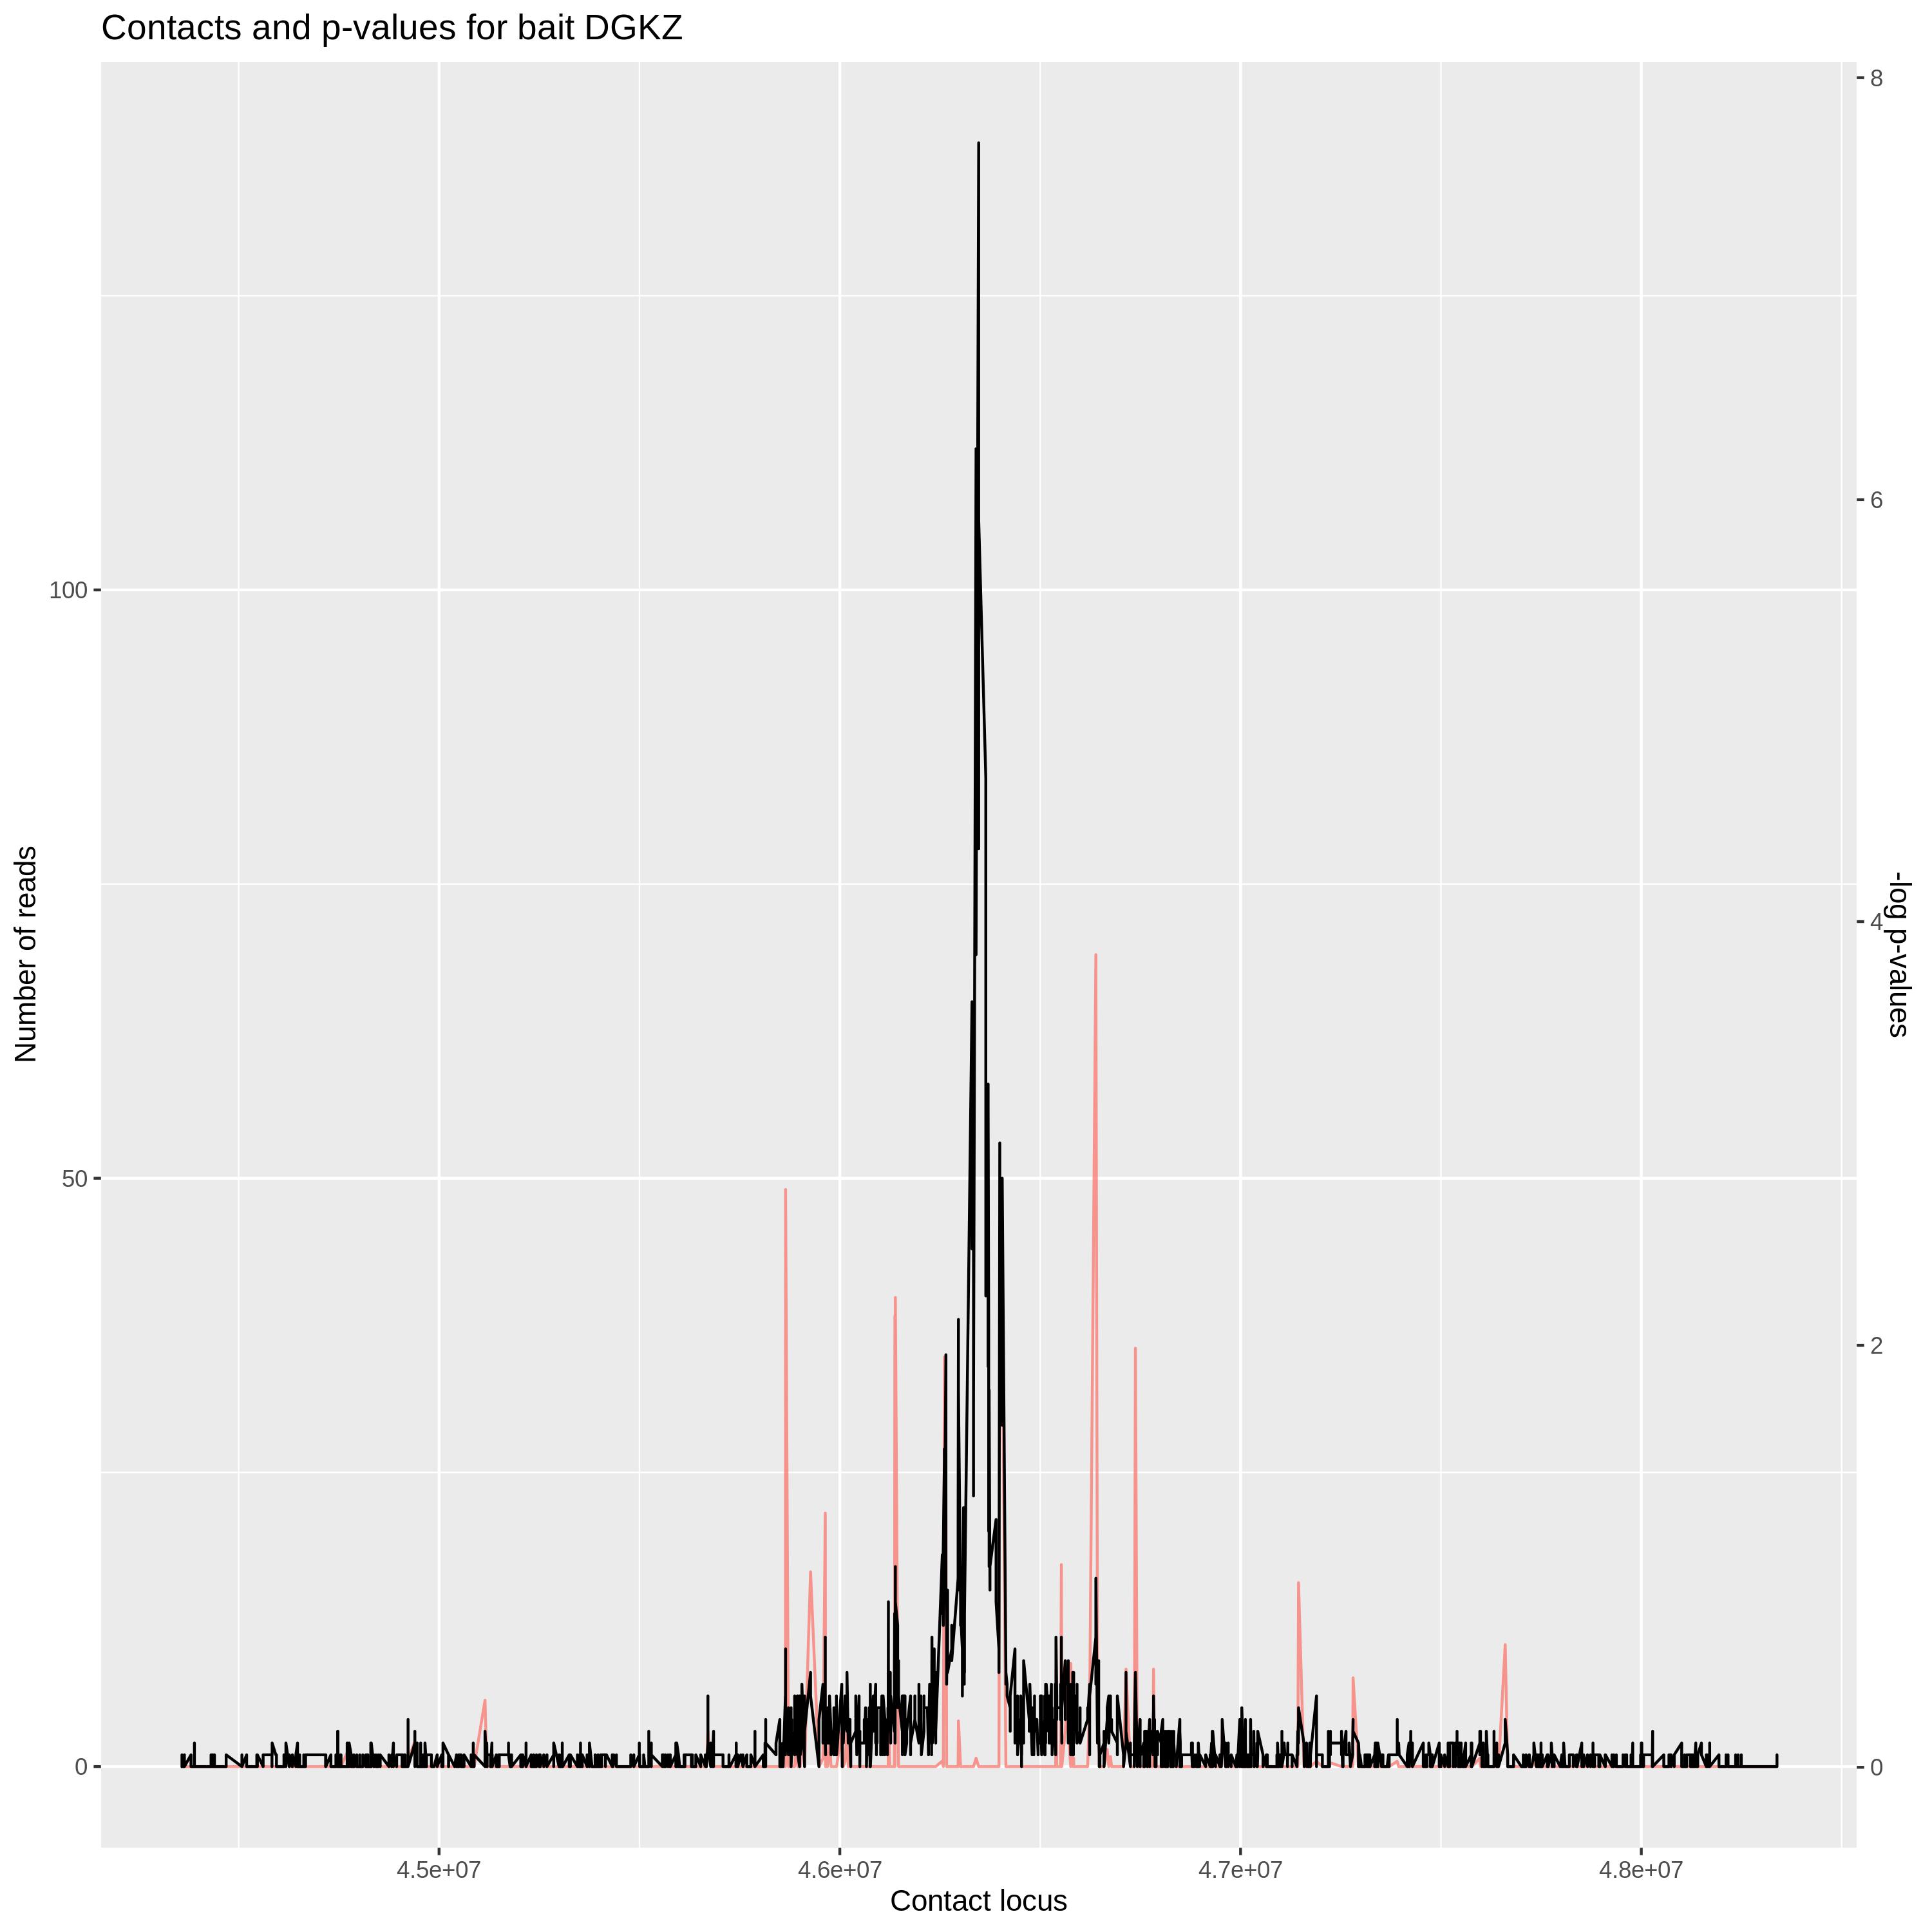 Contacts and p-values for bait DGKZ
8
6
100
4
Number of reads
-log p-values
50
2
0
0
4.5e+07
4.6e+07
4.7e+07
4.8e+07
Contact locus